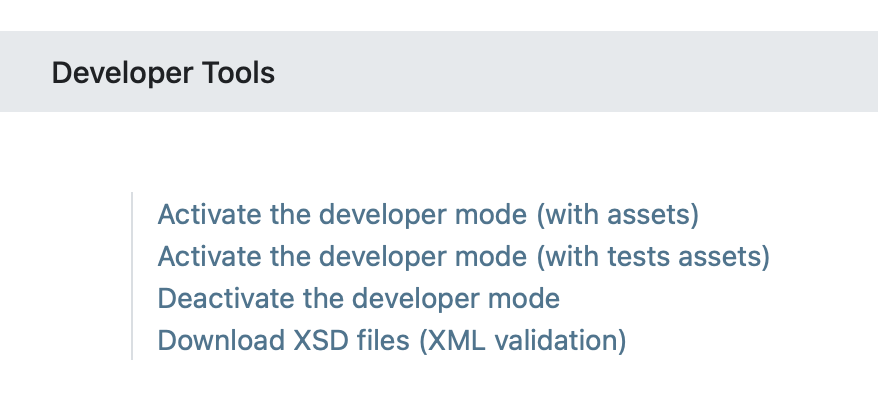 Developer Tools
Activate the developer mode (with assets)
Activate the developer mode (with tests assets)
Deactivate the developer mode
Download XSD files (XML validation)